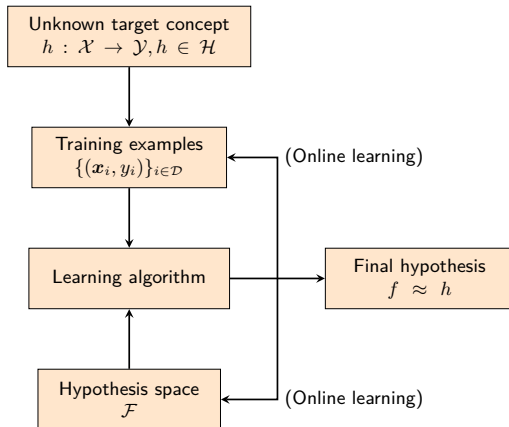 Unknown target concept
h : 𝒳 → 𝒴, h ∈ ℋ
Training examples
{(𝒙ᵢ, yᵢ)}ᵢ∈𝒟
(Online learning)
Learning algorithm
Final hypothesis
f ≈ h
Hypothesis space
ℱ
(Online learning)